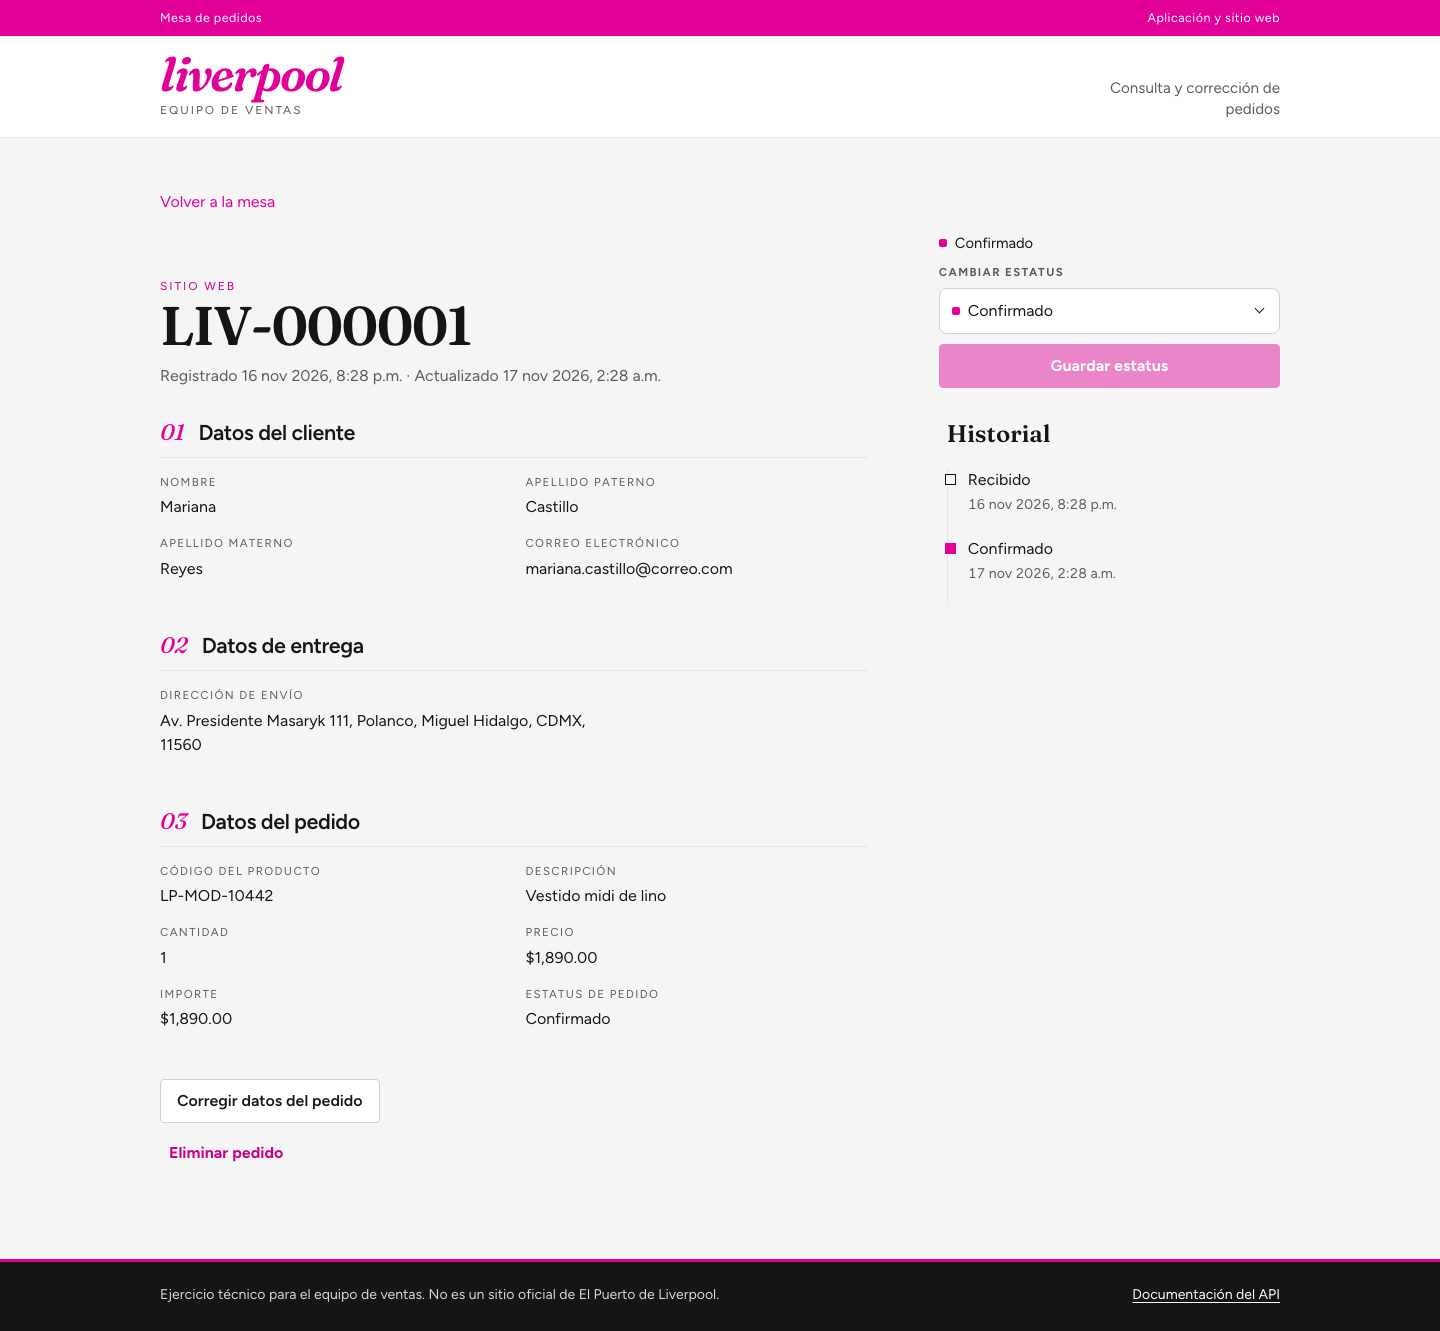 Mesa de pedidos
Aplicación y sitio web
liverpool
EQUIPO DE VENTAS
Consulta y corrección de
pedidos
Volver a la mesa
SITIO WEB
LIV-000001
Registrado 16 nov 2026, 8:28 p.m. · Actualizado 17 nov 2026, 2:28 a.m.
Confirmado
CAMBIAR ESTATUS
Confirmado
Guardar estatus
Historial
Recibido
16 nov 2026, 8:28 p.m.
Confirmado
17 nov 2026, 2:28 a.m.
01 Datos del cliente
NOMBRE
Mariana
APELLIDO PATERNO
Castillo
APELLIDO MATERNO
Reyes
CORREO ELECTRÓNICO
mariana.castillo@correo.com
02 Datos de entrega
DIRECCIÓN DE ENVÍO
Av. Presidente Masaryk 111, Polanco, Miguel Hidalgo, CDMX,
11560
03 Datos del pedido
CÓDIGO DEL PRODUCTO
LP-MOD-10442
DESCRIPCIÓN
Vestido midi de lino
CANTIDAD
1
PRECIO
$1,890.00
IMPORTE
$1,890.00
ESTATUS DE PEDIDO
Confirmado
Corregir datos del pedido
Eliminar pedido
Ejercicio técnico para el equipo de ventas. No es un sitio oficial de El Puerto de Liverpool.
Documentación del API